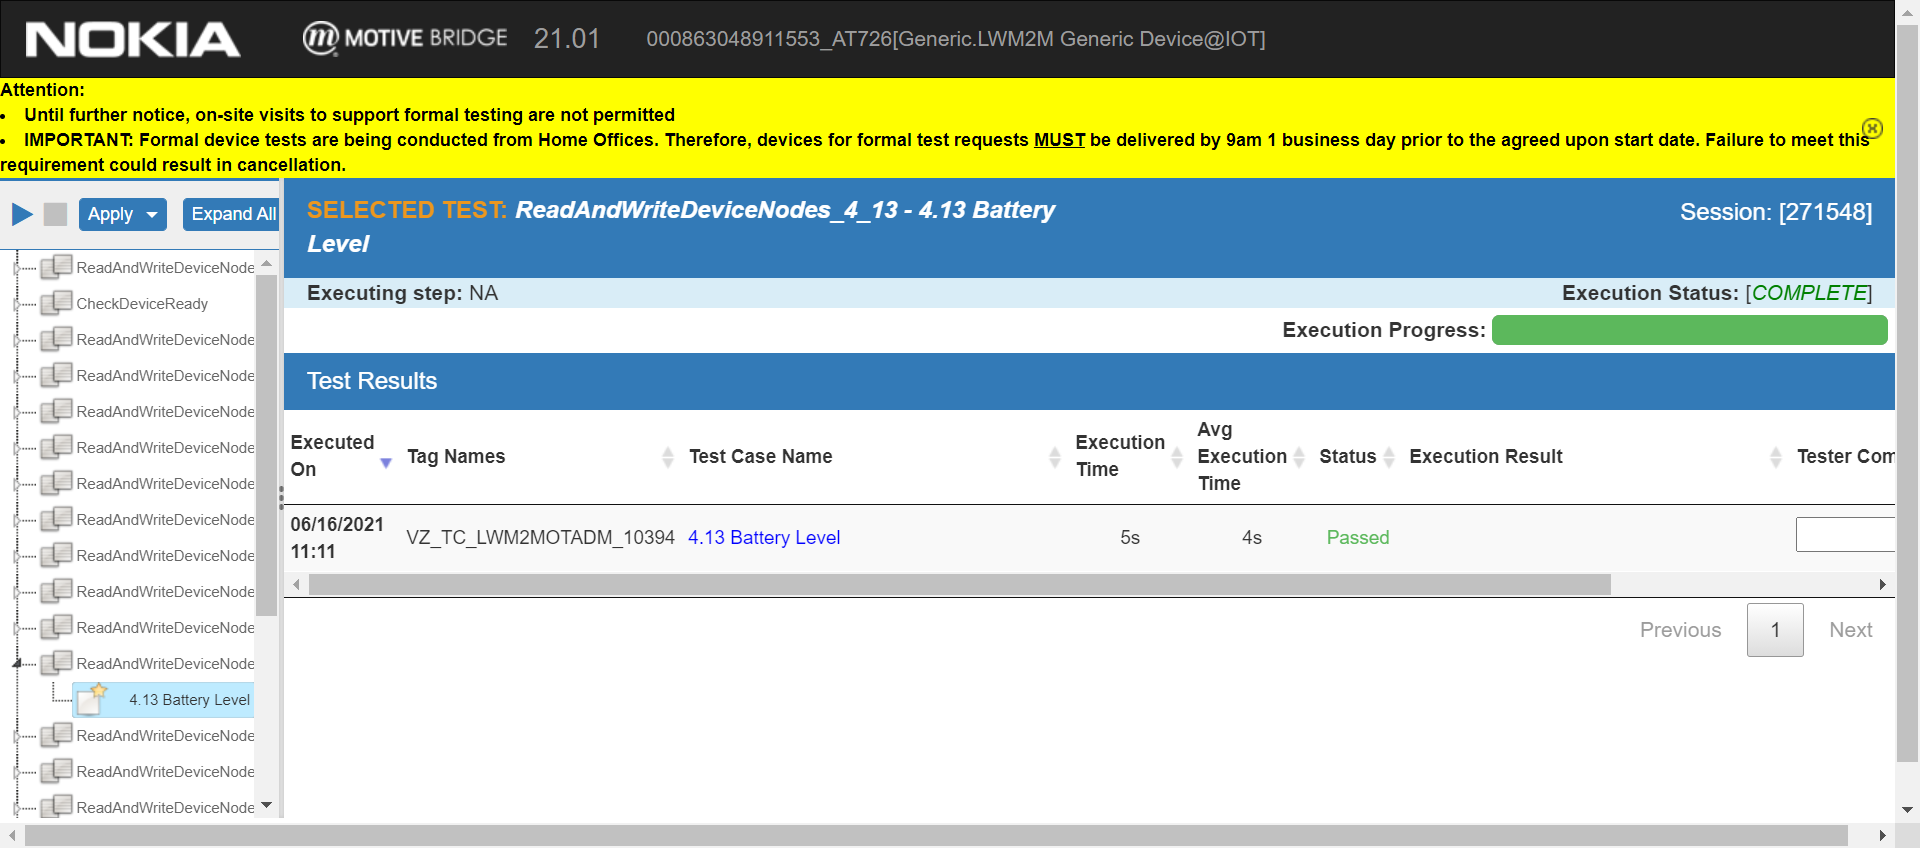 NOKIA
m MOTIVE BRIDGE 21.01 000863048911553_AT726[Generic.LWM2M Generic Device@IOT]
Attention:
• Until further notice, on-site visits to support formal testing are not permitted
• IMPORTANT: Formal device tests are being conducted from Home Offices. Therefore, devices for formal test requests MUST be delivered by 9am 1 business day prior to the agreed upon start date. Failure to meet this
requirement could result in cancellation.
Apply
Expand All
ReadAndWriteDeviceNode
CheckDeviceReady
ReadAndWriteDeviceNode
ReadAndWriteDeviceNode
ReadAndWriteDeviceNode
ReadAndWriteDeviceNode
ReadAndWriteDeviceNode
ReadAndWriteDeviceNode
ReadAndWriteDeviceNode
ReadAndWriteDeviceNode
ReadAndWriteDeviceNode
ReadAndWriteDeviceNode
4.13 Battery Level
ReadAndWriteDeviceNode
ReadAndWriteDeviceNode
ReadAndWriteDeviceNode
SELECTED TEST: ReadAndWriteDeviceNodes_4_13 - 4.13 Battery
Level
Session: [271548]
Executing step: NA
Execution Status: [COMPLETE]
Execution Progress:
Test Results
Executed
On
Tag Names
Test Case Name
Execution
Time
Avg
Execution
Time
Status
Execution Result
Tester Com
06/16/2021
11:11
VZ_TC_LWM2MOTADM_10394
4.13 Battery Level
5s
4s
Passed
Previous
1
Next